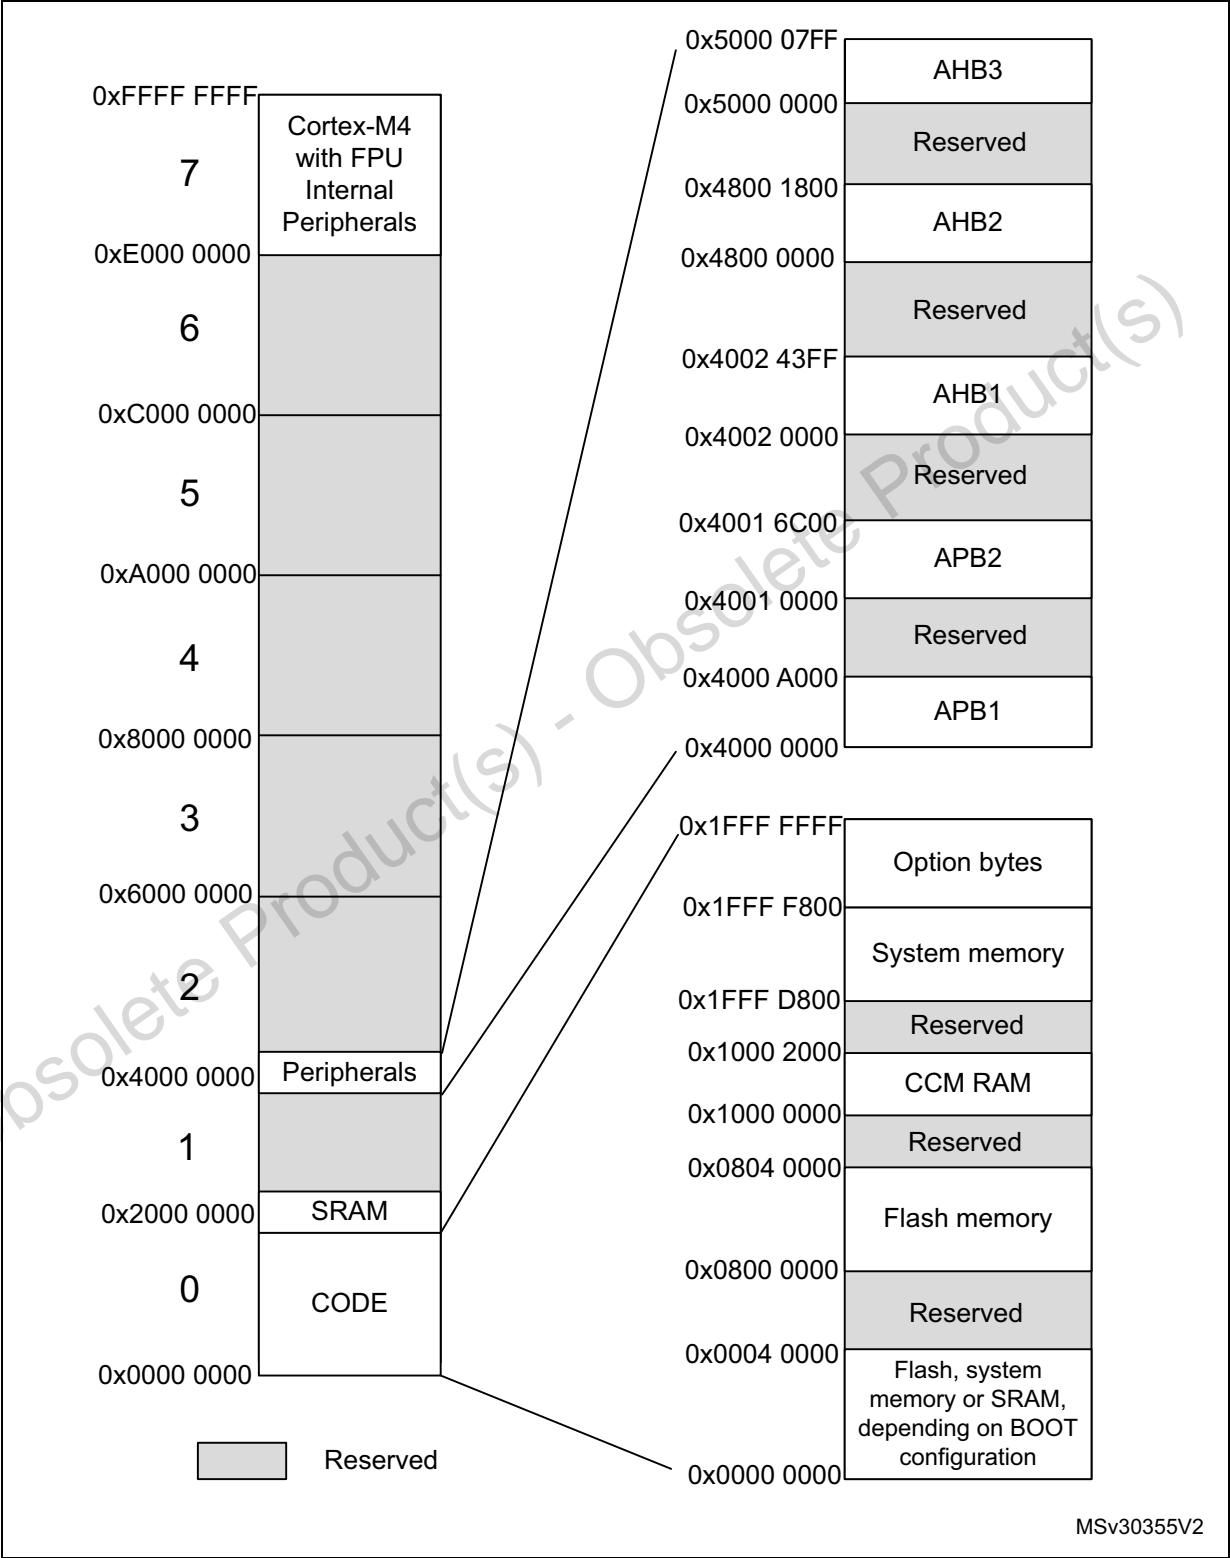 0xFFFF FFFF
Cortex-M4
with FPU
Internal
Peripherals
7
0xE000 0000
6
0xC000 0000
5
0xA000 0000
4
0x8000 0000
3
0x6000 0000
2
Peripherals
0x4000 0000
1
SRAM
0x2000 0000
0
CODE
0x0000 0000
Reserved
0x5000 07FF
AHB3
0x5000 0000
Reserved
0x4800 1800
AHB2
0x4800 0000
Reserved
0x4002 43FF
AHB1
0x4002 0000
Reserved
0x4001 6C00
APB2
0x4001 0000
Reserved
0x4000 A000
APB1
0x4000 0000
0x1FFF FFFF
Option bytes
0x1FFF F800
System memory
0x1FFF D800
Reserved
0x1000 2000
CCM RAM
0x1000 0000
Reserved
0x0804 0000
Flash memory
0x0800 0000
Reserved
0x0004 0000
Flash, system
memory or SRAM,
depending on BOOT
configuration
0x0000 0000
MSv30355V2
bsolete Product(s) - Obsolete Product(s)